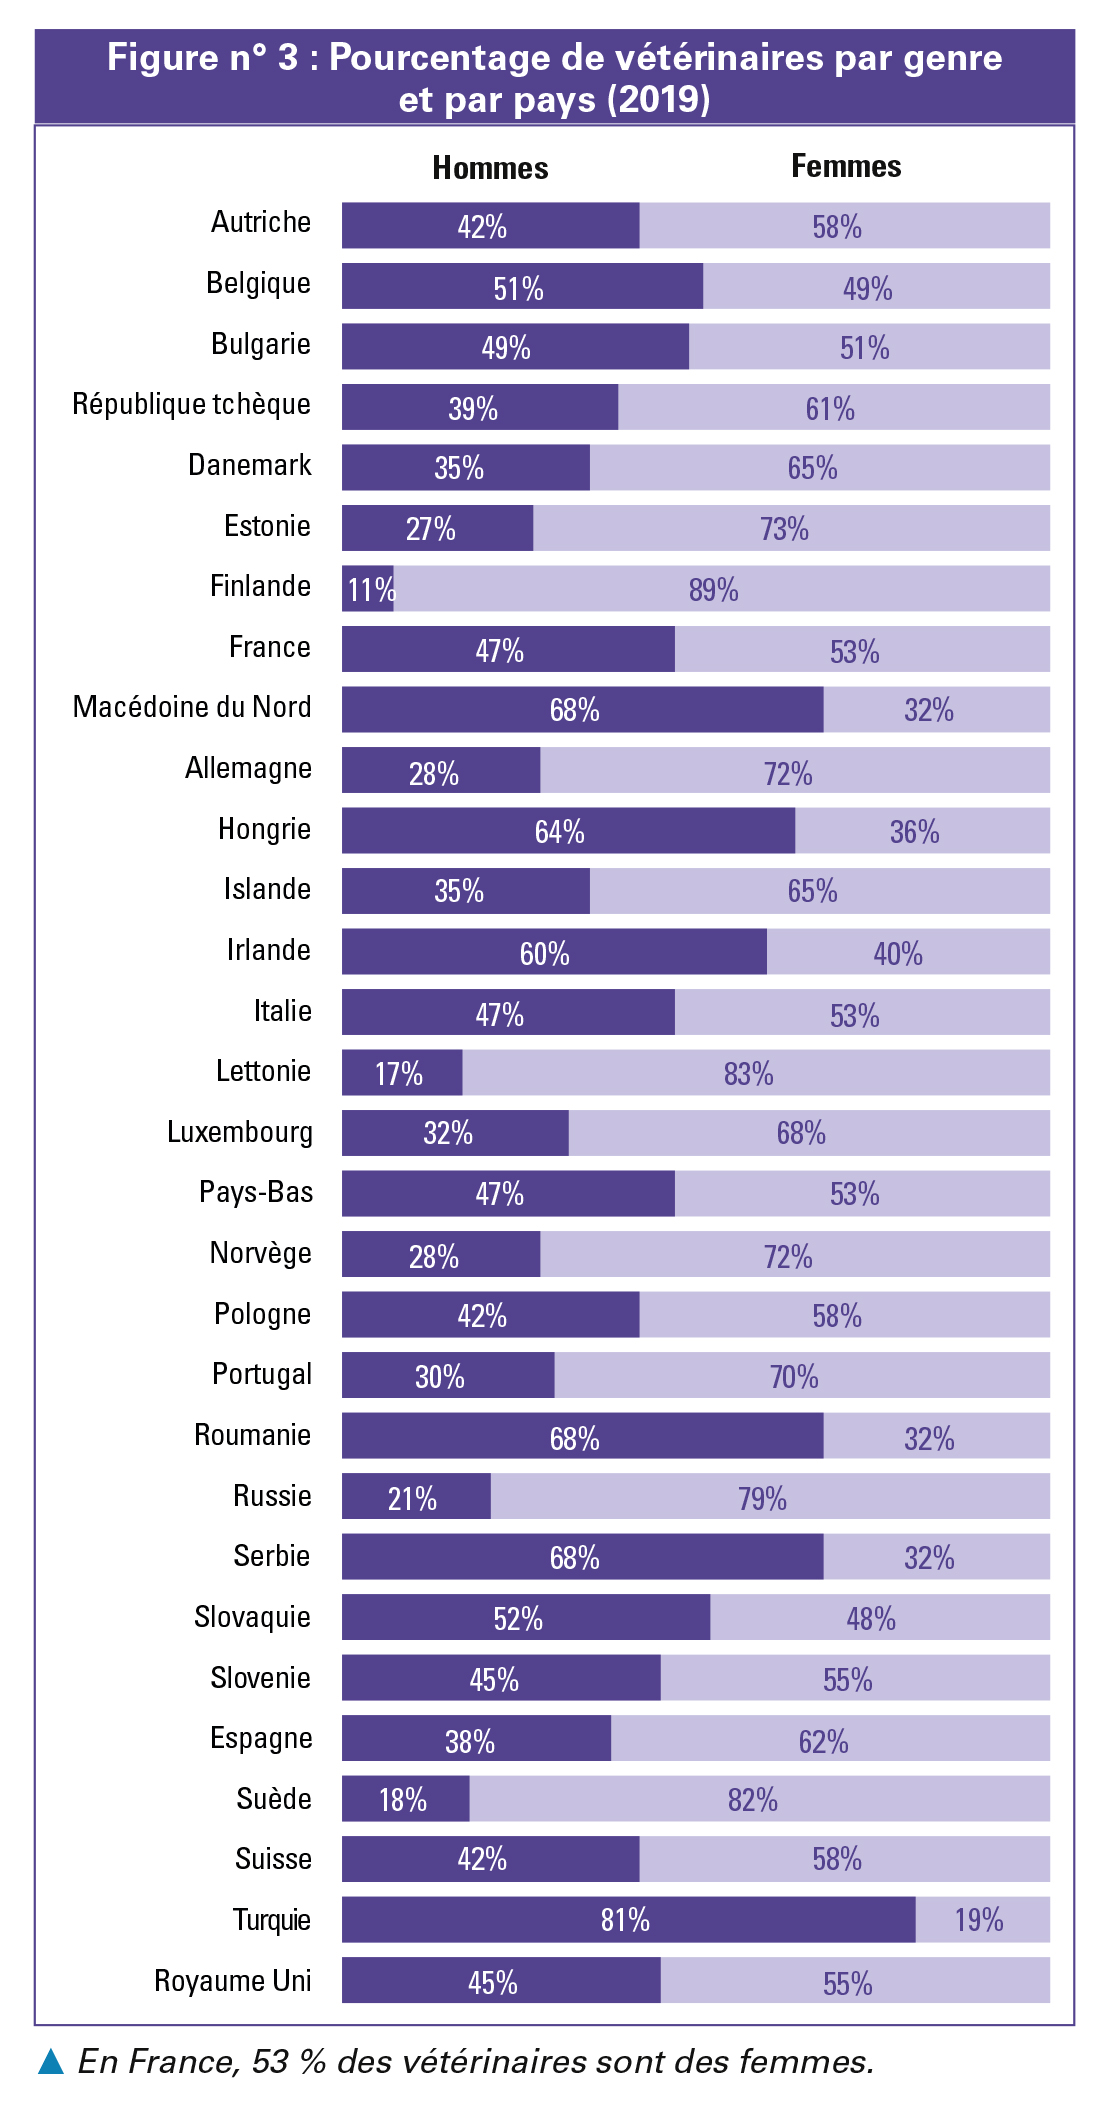 Figure n° 3 : Pourcentage de vétérinaires par genre
et par pays (2019)
Hommes Femmes
Autriche 42% 58%
Belgique 51% 49%
Bulgarie 49% 51%
République tchèque 39% 61%
Danemark 35% 65%
Estonie 27% 73%
Finlande 11% 89%
France 47% 53%
Macédoine du Nord 68% 32%
Allemagne 28% 72%
Hongrie 64% 36%
Islande 35% 65%
Irlande 60% 40%
Italie 47% 53%
Lettonie 17% 83%
Luxembourg 32% 68%
Pays-Bas 47% 53%
Norvège 28% 72%
Pologne 42% 58%
Portugal 30% 70%
Roumanie 68% 32%
Russie 21% 79%
Serbie 68% 32%
Slovaquie 52% 48%
Slovenie 45% 55%
Espagne 38% 62%
Suède 18% 82%
Suisse 42% 58%
Turquie 81% 19%
Royaume Uni 45% 55%
En France, 53 % des vétérinaires sont des femmes.